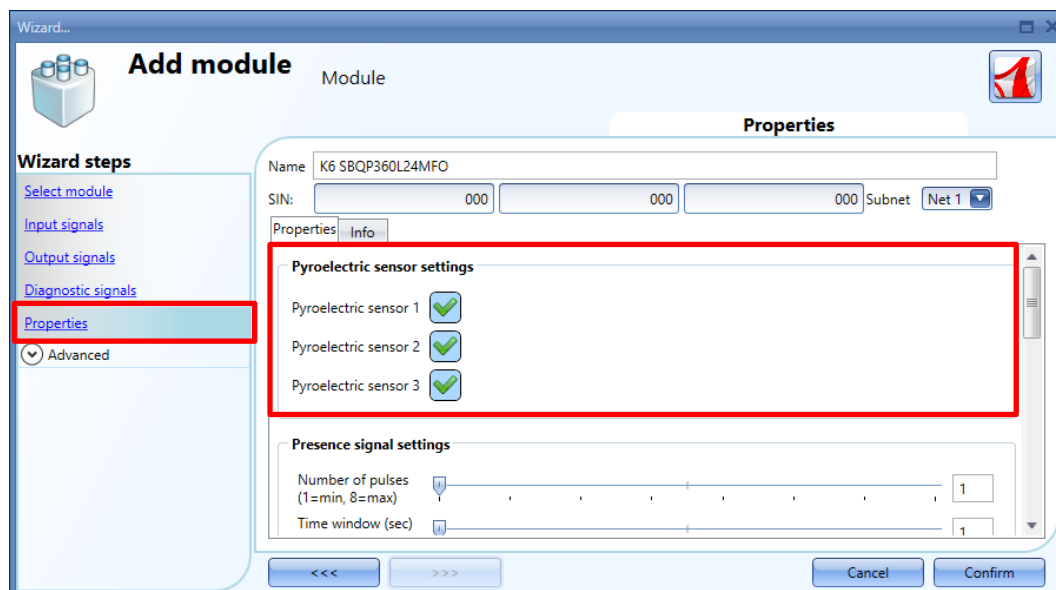 Wizard...
Add module
Module
Properties
Wizard steps
Select module
Input signals
Output signals
Diagnostic signals
Properties
Advanced
Name K6 SBQP360L24MFO
SIN: 000 000 000 Subnet Net 1
Properties Info
Pyroelectric sensor settings
Pyroelectric sensor 1
Pyroelectric sensor 2
Pyroelectric sensor 3
Presence signal settings
Number of pulses
(1=min, 8=max) 1
Time window (sec) 1
<<< >>> Cancel Confirm